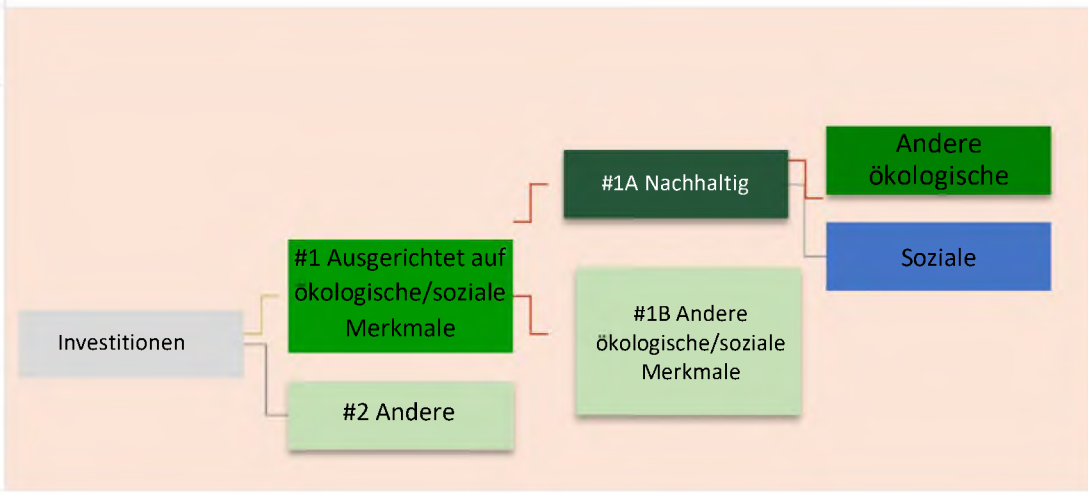 Investitionen
#1 Ausgerichtet auf
ökologische/soziale
Merkmale
#2 Andere
#1A Nachhaltig
#1B Andere
ökologische/soziale
Merkmale
Andere
ökologische
Soziale